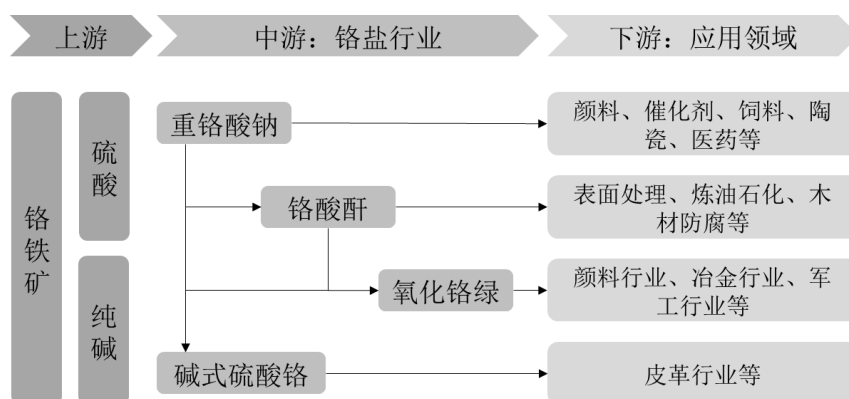 上游
中游：铬盐行业
下游：应用领域
铬铁矿
硫酸
纯碱
重铬酸钠
颜料、催化剂、饲料、陶
瓷、医药等
铬酸酐
表面处理、炼油石化、木
材防腐等
氧化铬绿
颜料行业、冶金行业、军
工行业等
碱式硫酸铬
皮革行业等